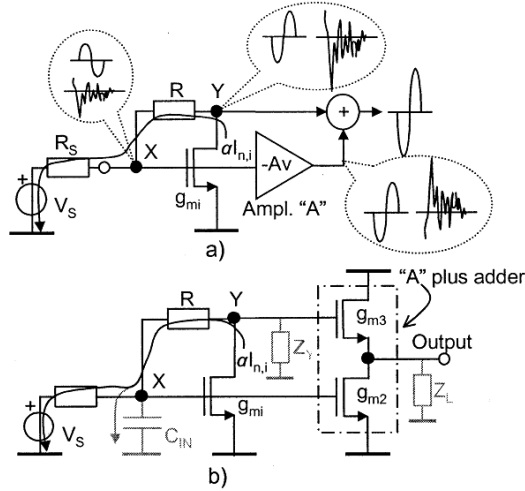 R
Y
R_S
X
αI_n,i
+
-Av
+
V_S
g_mi
Ampl. "A"
a)
"A" plus adder
R
Y
g_m3
Output
αI_n,i
Z_Y
X
+
g_m2
Z_L
V_S
C_IN
g_mi
b)